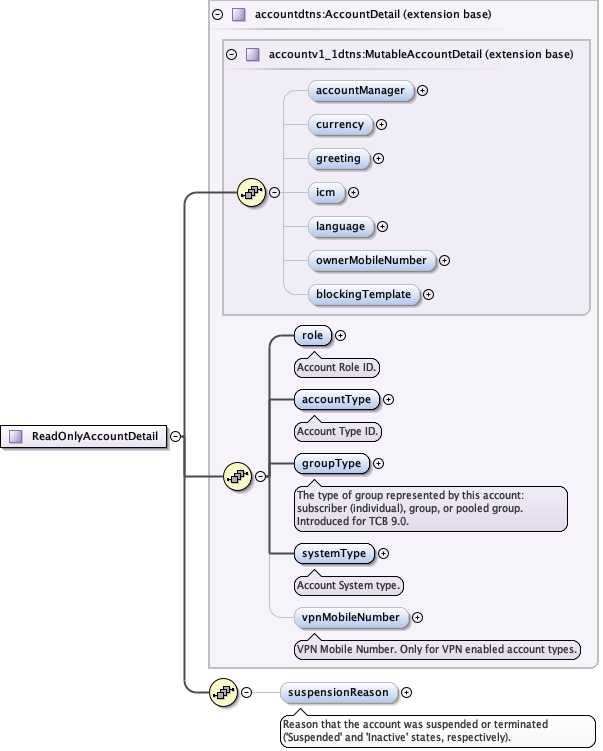 accountdtns:AccountDetail (extension base)
accountv1_1dtns:MutableAccountDetail (extension base)
accountManager
currency
greeting
icm
language
ownerMobileNumber
blockingTemplate
role
Account Role ID.
accountType
Account Type ID.
ReadOnlyAccountDetail
groupType
The type of group represented by this account:
subscriber (individual), group, or pooled group.
Introduced for TCB 9.0.
systemType
Account System type.
vpnMobileNumber
VPN Mobile Number. Only for VPN enabled account types.
suspensionReason
Reason that the account was suspended or terminated
('Suspended' and 'Inactive' states, respectively).